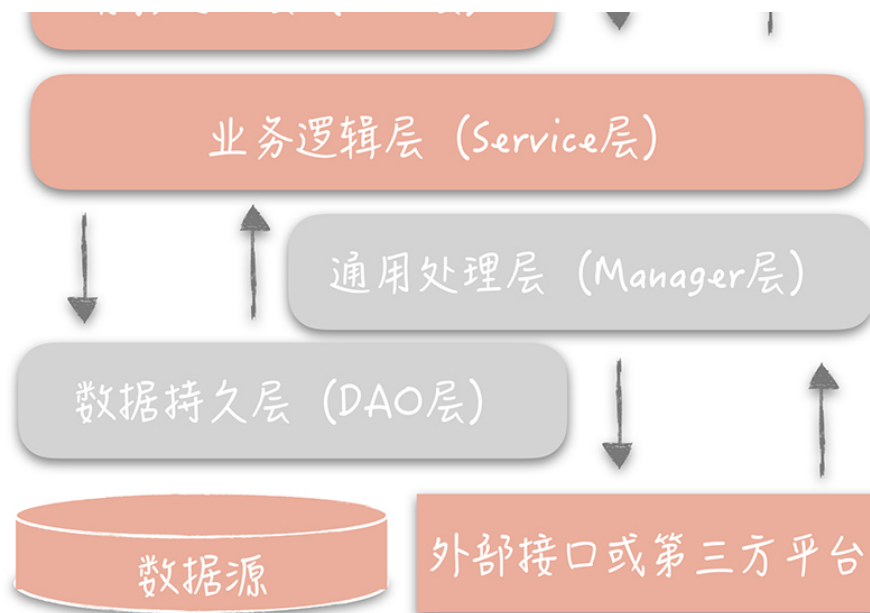 业务逻辑层 (Service层)
通用处理层 (Manager层)
数据持久层 (DAO层)
数据源
外部接口或第三方平台